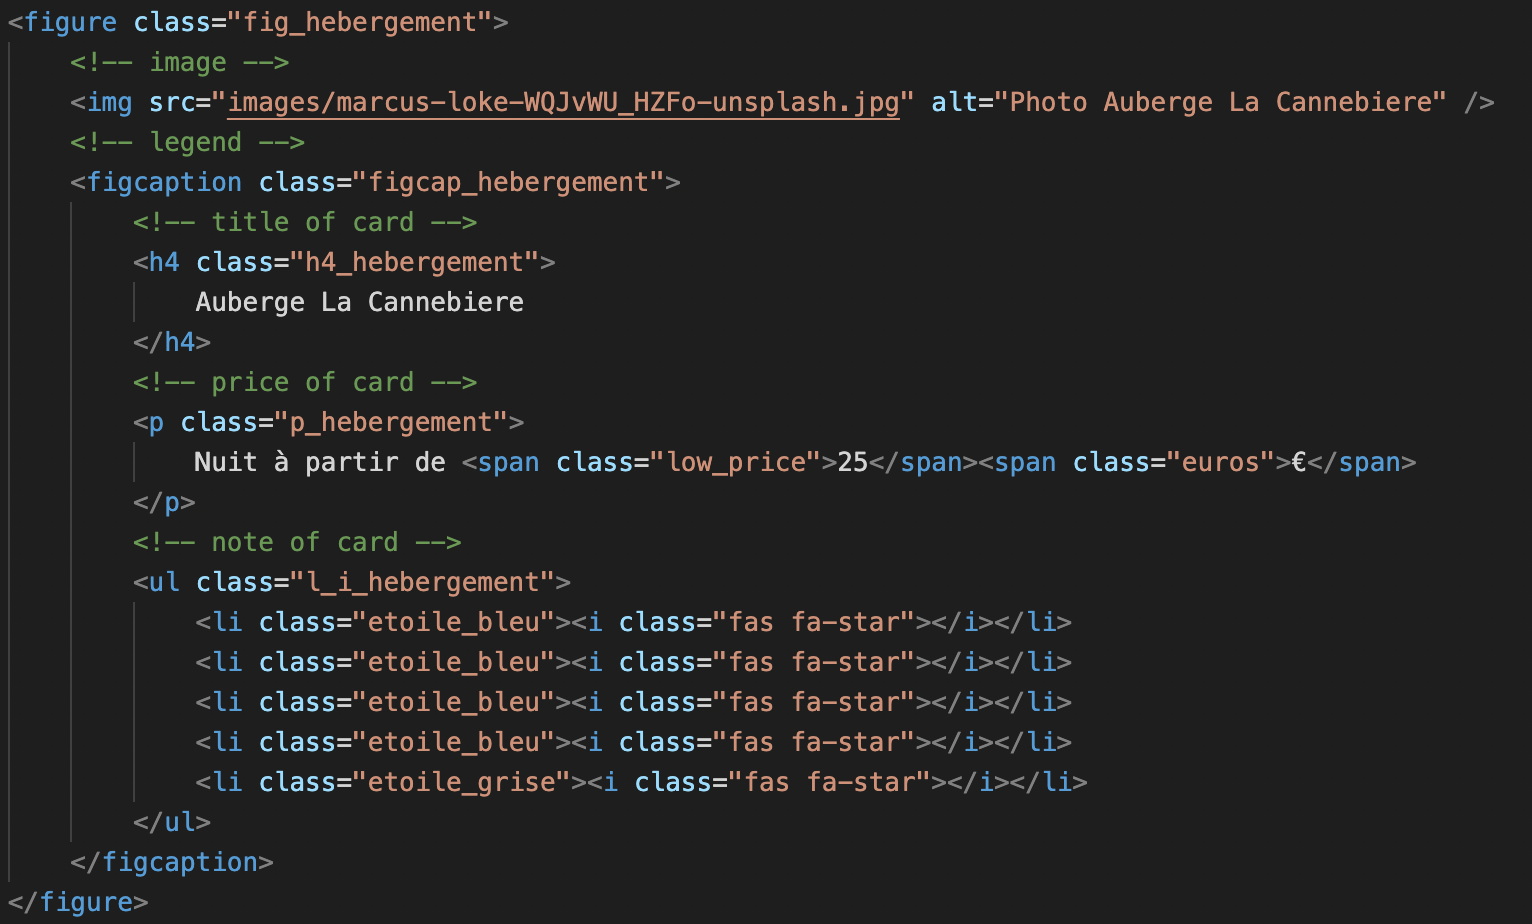 <figure class="fig_hebergement">
    <!-- image -->
    <img src="images/marcus-loke-WQJvWU_HZFo-unsplash.jpg" alt="Photo Auberge La Cannebiere" />
    <!-- legend -->
    <figcaption class="figcap_hebergement">
        <!-- title of card -->
        <h4 class="h4_hebergement">
            Auberge La Cannebiere
        </h4>
        <!-- price of card -->
        <p class="p_hebergement">
            Nuit à partir de <span class="low_price">25</span><span class="euros">€</span>
        </p>
        <!-- note of card -->
        <ul class="l_i_hebergement">
            <li class="etoile_bleu"><i class="fas fa-star"></i></li>
            <li class="etoile_bleu"><i class="fas fa-star"></i></li>
            <li class="etoile_bleu"><i class="fas fa-star"></i></li>
            <li class="etoile_bleu"><i class="fas fa-star"></i></li>
            <li class="etoile_grise"><i class="fas fa-star"></i></li>
        </ul>
    </figcaption>
</figure>